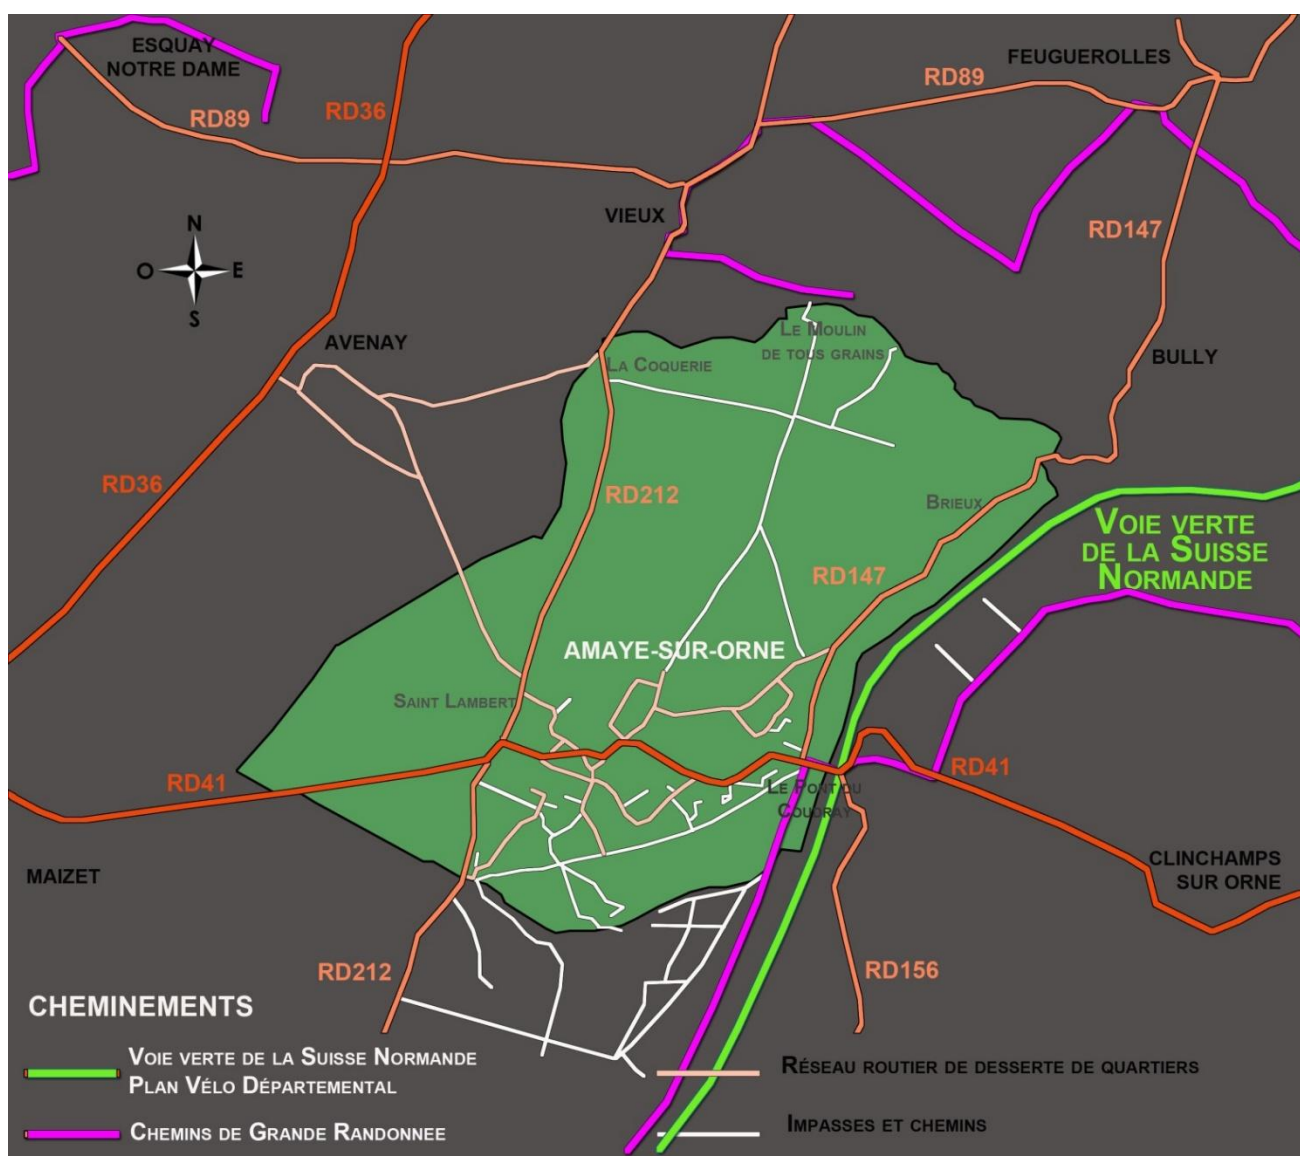 ESQUAY
NOTRE DAME
RD89
RD36
RD89
FEUGUEROLLES
VIEUX
RD147
N
O
E
S
AVENAY
LE MOULIN
DE TOUS GRAINS
LA COQUERIE
BULLY
RD36
RD212
BRIEUX
VOIE VERTE
DE LA SUISSE
NORMANDE
RD147
AMAYE-SUR-ORNE
SAINT LAMBERT
RD41
RD41
LE PONT DU
COUDRAY
MAIZET
CLINCHAMPS
SUR ORNE
RD212
RD156
CHEMINEMENTS
VOIE VERTE DE LA SUISSE NORMANDE
PLAN VÉLO DÉPARTEMENTAL
CHEMINS DE GRANDE RANDONNEE
RÉSEAU ROUTIER DE DESSERTE DE QUARTIERS
IMPASSES ET CHEMINS